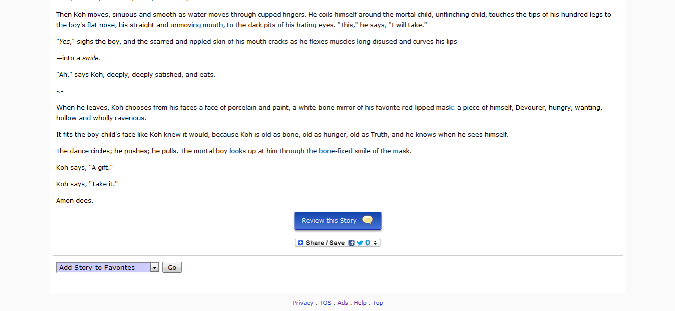 Then Koh moves, sinuous and smooth as water moves through cupped fingers. He coils himself around the mortal child, unflinching child, touches the tips of his hundred legs to
the boy's flat nose, his straight and unmoving mouth, to the dark pits of his hating eyes. "This," he says, "I will take."
"Yes," sighs the boy, and the scarred and rippled skin of his mouth cracks as he flexes muscles long disused and curves his lips
—into a smile.
"Ah," says Koh, deeply, deeply satisfied, and eats.
-.-
When he leaves, Koh chooses from his faces a face of porcelain and paint, a white bone mirror of his favorite red lipped mask: a piece of himself, Devourer, hungry, wanting,
hollow and wholly ravenous.
It fits the boy child's face like Koh knew it would, because Koh is old as bone, old as hunger, old as Truth, and he knows when he sees himself.
The dance circles; he pushes; he pulls. The mortal boy looks up at him through the bone-fixed smile of the mask.
Koh says, "A gift."
Koh says, "Take it."
Amon does.
Review this Story
Share / Save
Add Story to Favorites Go
Privacy . TOS . Ads . Help . Top